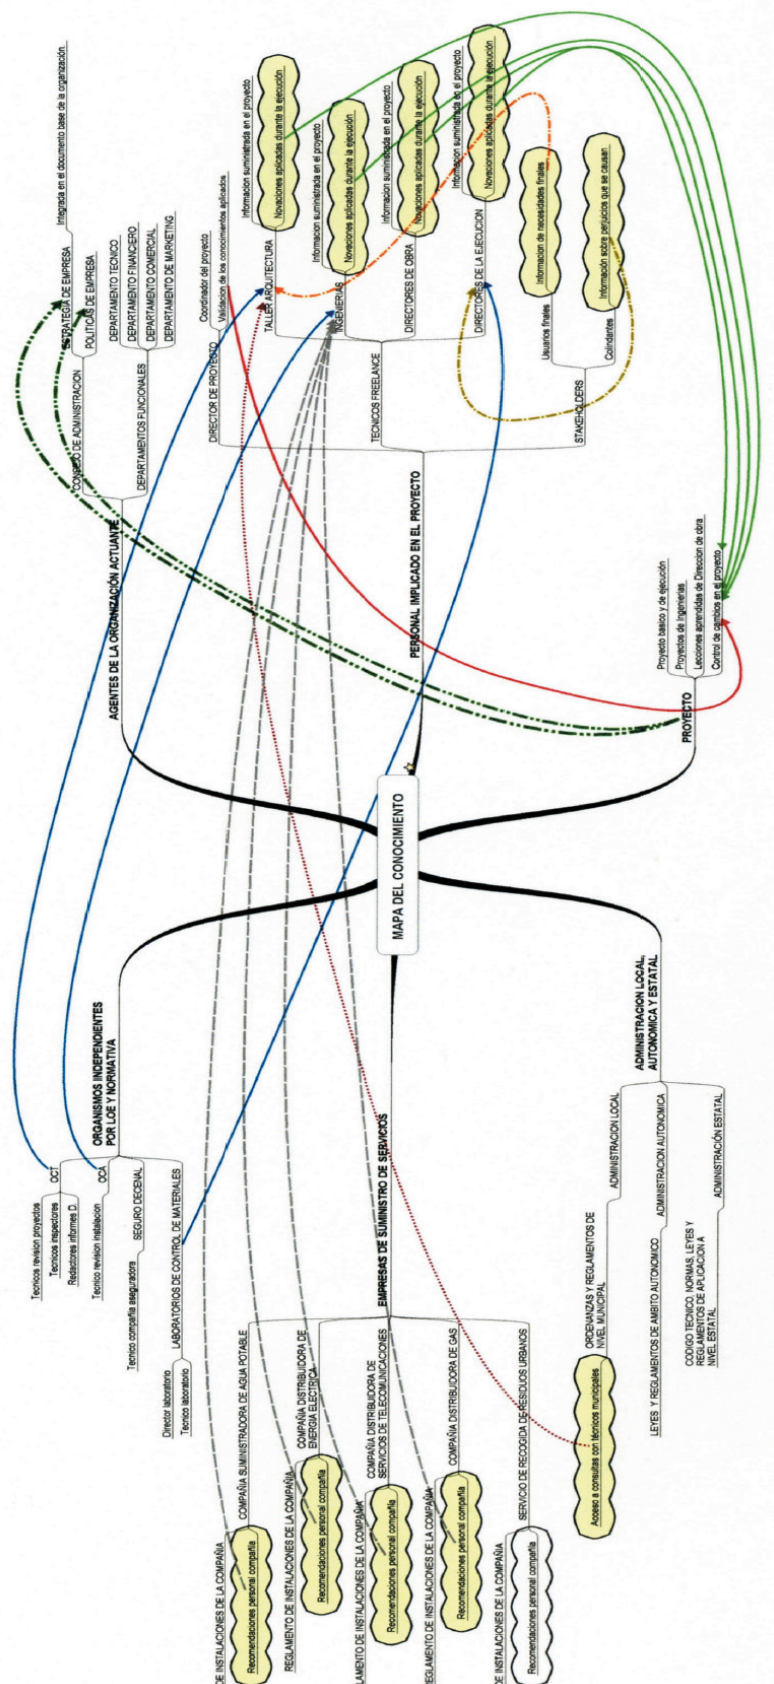 MAPA DEL CONOCIMIENTO
ORGANISMOS INDEPENDIENTES
POR LOE Y NORMATIVA
OCT
Tecnicos revision proyectos
Tecnicos inspectores
Redactores informes D.
OCA
Tecnico revision instalacion
SEGURO DECENAL
Tecnico compañia aseguradora
LABORATORIOS DE CONTROL DE MATERIALES
Director laboratorio
Tecnico laboratorio
EMPRESAS DE SUMINISTRO DE SERVICIOS
COMPAÑIA SUMINISTRADORA DE AGUA POTABLE
DE INSTALACIONES DE LA COMPAÑIA
Recomendaciones personal compañia
COMPAÑIA DISTRIBUIDORA DE
ENERGIA ELECTRICA
REGLAMENTO DE INSTALACIONES DE LA COMPAÑIA
Recomendaciones personal compañia
COMPAÑIA DISTRIBUIDORA DE
SERVICIOS DE TELECOMUNICACIONES
LAMENTO DE INSTALACIONES DE LA COMPAÑIA
Recomendaciones personal compañia
COMPAÑIA DISTRIBUIDORA DE GAS
REGLAMENTO DE INSTALACIONES DE LA COMPAÑIA
Recomendaciones personal compañia
SERVICIO DE RECOGIDA DE RESIDUOS URBANOS
DE INSTALACIONES DE LA COMPAÑIA
Recomendaciones personal compañia
ADMINISTRACION LOCAL,
AUTONOMICA Y ESTATAL
ADMINISTRACION LOCAL
ORDENANZAS Y REGLAMENTOS DE
NIVEL MUNICIPAL
Acceso a consultas con técnicos municipales
ADMINISTRACION AUTONOMICA
LEYES Y REGLAMENTOS DE AMBITO AUTONOMICO
ADMINISTRACIÓN ESTATAL
CODIGO TECNICO, NORMAS, LEYES Y
REGLAMENTOS DE APLICACION A
NIVEL ESTATAL
AGENTES DE LA ORGANIZACIÓN ACTUANTE
CONSEJO DE ADMINISTRACION
ESTRATEGIA DE EMPRESA
Integrada en el documento base de la organización.
POLITICAS DE EMPRESA
DEPARTAMENTOS FUNCIONALES
DEPARTAMENTO TECNICO
DEPARTAMENTO FINANCIERO
DEPARTAMENTO COMERCIAL
DEPARTAMENTO DE MARKETING
PERSONAL IMPLICADO EN EL PROYECTO
DIRECTOR DE PROYECTO
Coordinador del proyecto
Validacion de los conocimientos aplicados
TECNICOS FREELANCE
TALLER ARQUITECTURA
Informacion suministrada en el proyecto
Novaciones aplicadas durante la ejecución
INGENIERIAS
Informacion suministrada en el proyecto
Novaciones aplicadas durante la ejecución
DIRECTORES DE OBRA
Informacion suministrada en el proyecto
Novaciones aplicadas durante la ejecución
DIRECTORES DE LA EJECUCION
Informacion suministrada en el proyecto
Novaciones aplicadas durante la ejecución
STAKEHOLDERS
Usuarios finales
Informacion de necesidades finales
Colindantes
Información sobre perjuicios que se causan
PROYECTO
Proyecto basico y de ejecución
Proyectos de Ingenierias
Lecciones aprendidas de Direccion de obra
Control de cambios en el proyecto